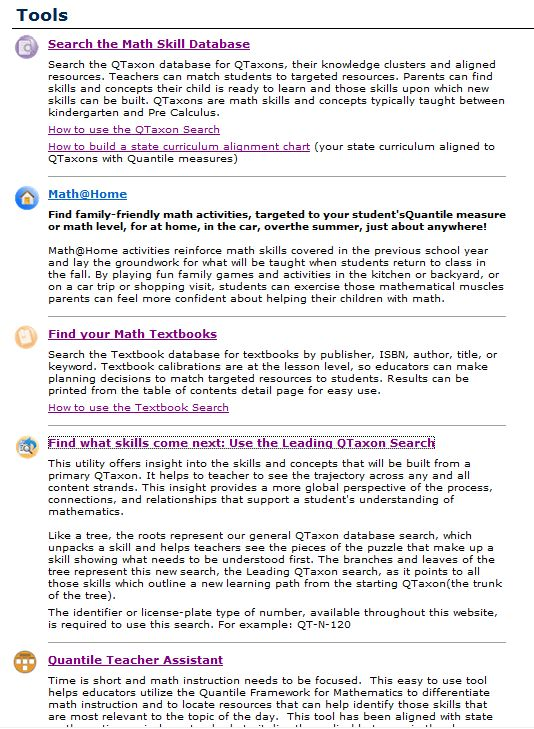 Tools
Search the Math Skill Database
Search the QTaxon database for QTaxons, their knowledge clusters and aligned
resources. Teachers can match students to targeted resources. Parents can find
skills and concepts their child is ready to learn and those skills upon which new
skills can be built. QTaxons are math skills and concepts typically taught between
kindergarten and Pre Calculus.
How to use the QTaxon Search
How to build a state curriculum alignment chart (your state curriculum aligned to
QTaxons with Quantile measures)
Math@Home
Find family-friendly math activities, targeted to your student'sQuantile measure
or math level, for at home, in the car, overthe summer, just about anywhere!
Math@Home activities reinforce math skills covered in the previous school year
and lay the groundwork for what will be taught when students return to class in
the fall. By playing fun family games and activities in the kitchen or backyard, or
on a car trip or shopping visit, students can exercise those mathematical muscles
parents can feel more confident about helping their children with math.
Find your Math Textbooks
Search the Textbook database for textbooks by publisher, ISBN, author, title, or
keyword. Textbook calibrations are at the lesson level, so educators can make
planning decisions to match targeted resources to students. Results can be
printed from the table of contents detail page for easy use.
How to use the Textbook Search
Find what skills come next: Use the Leading QTaxon Search
This utility offers insight into the skills and concepts that will be built from a
primary QTaxon. It helps to teacher to see the trajectory across any and all
content strands. This insight provides a more global perspective of the process,
connections, and relationships that support a student's understanding of
mathematics.
Like a tree, the roots represent our general QTaxon database search, which
unpacks a skill and helps teachers see the pieces of the puzzle that make up a
skill showing what needs to be understood first. The branches and leaves of the
tree represent this new search, the Leading QTaxon search, as it points to all
those skills which outline a new learning path from the starting QTaxon(the trunk
of the tree).
The identifier or license-plate type of number, available throughout this website,
is required to use this search. For example: QT-N-120
Quantile Teacher Assistant
Time is short and math instruction needs to be focused. This easy to use tool
helps educators utilize the Quantile Framework for Mathematics to differentiate
math instruction and to locate resources that can help identify those skills that
are most relevant to the topic of the day. This tool has been aligned with state